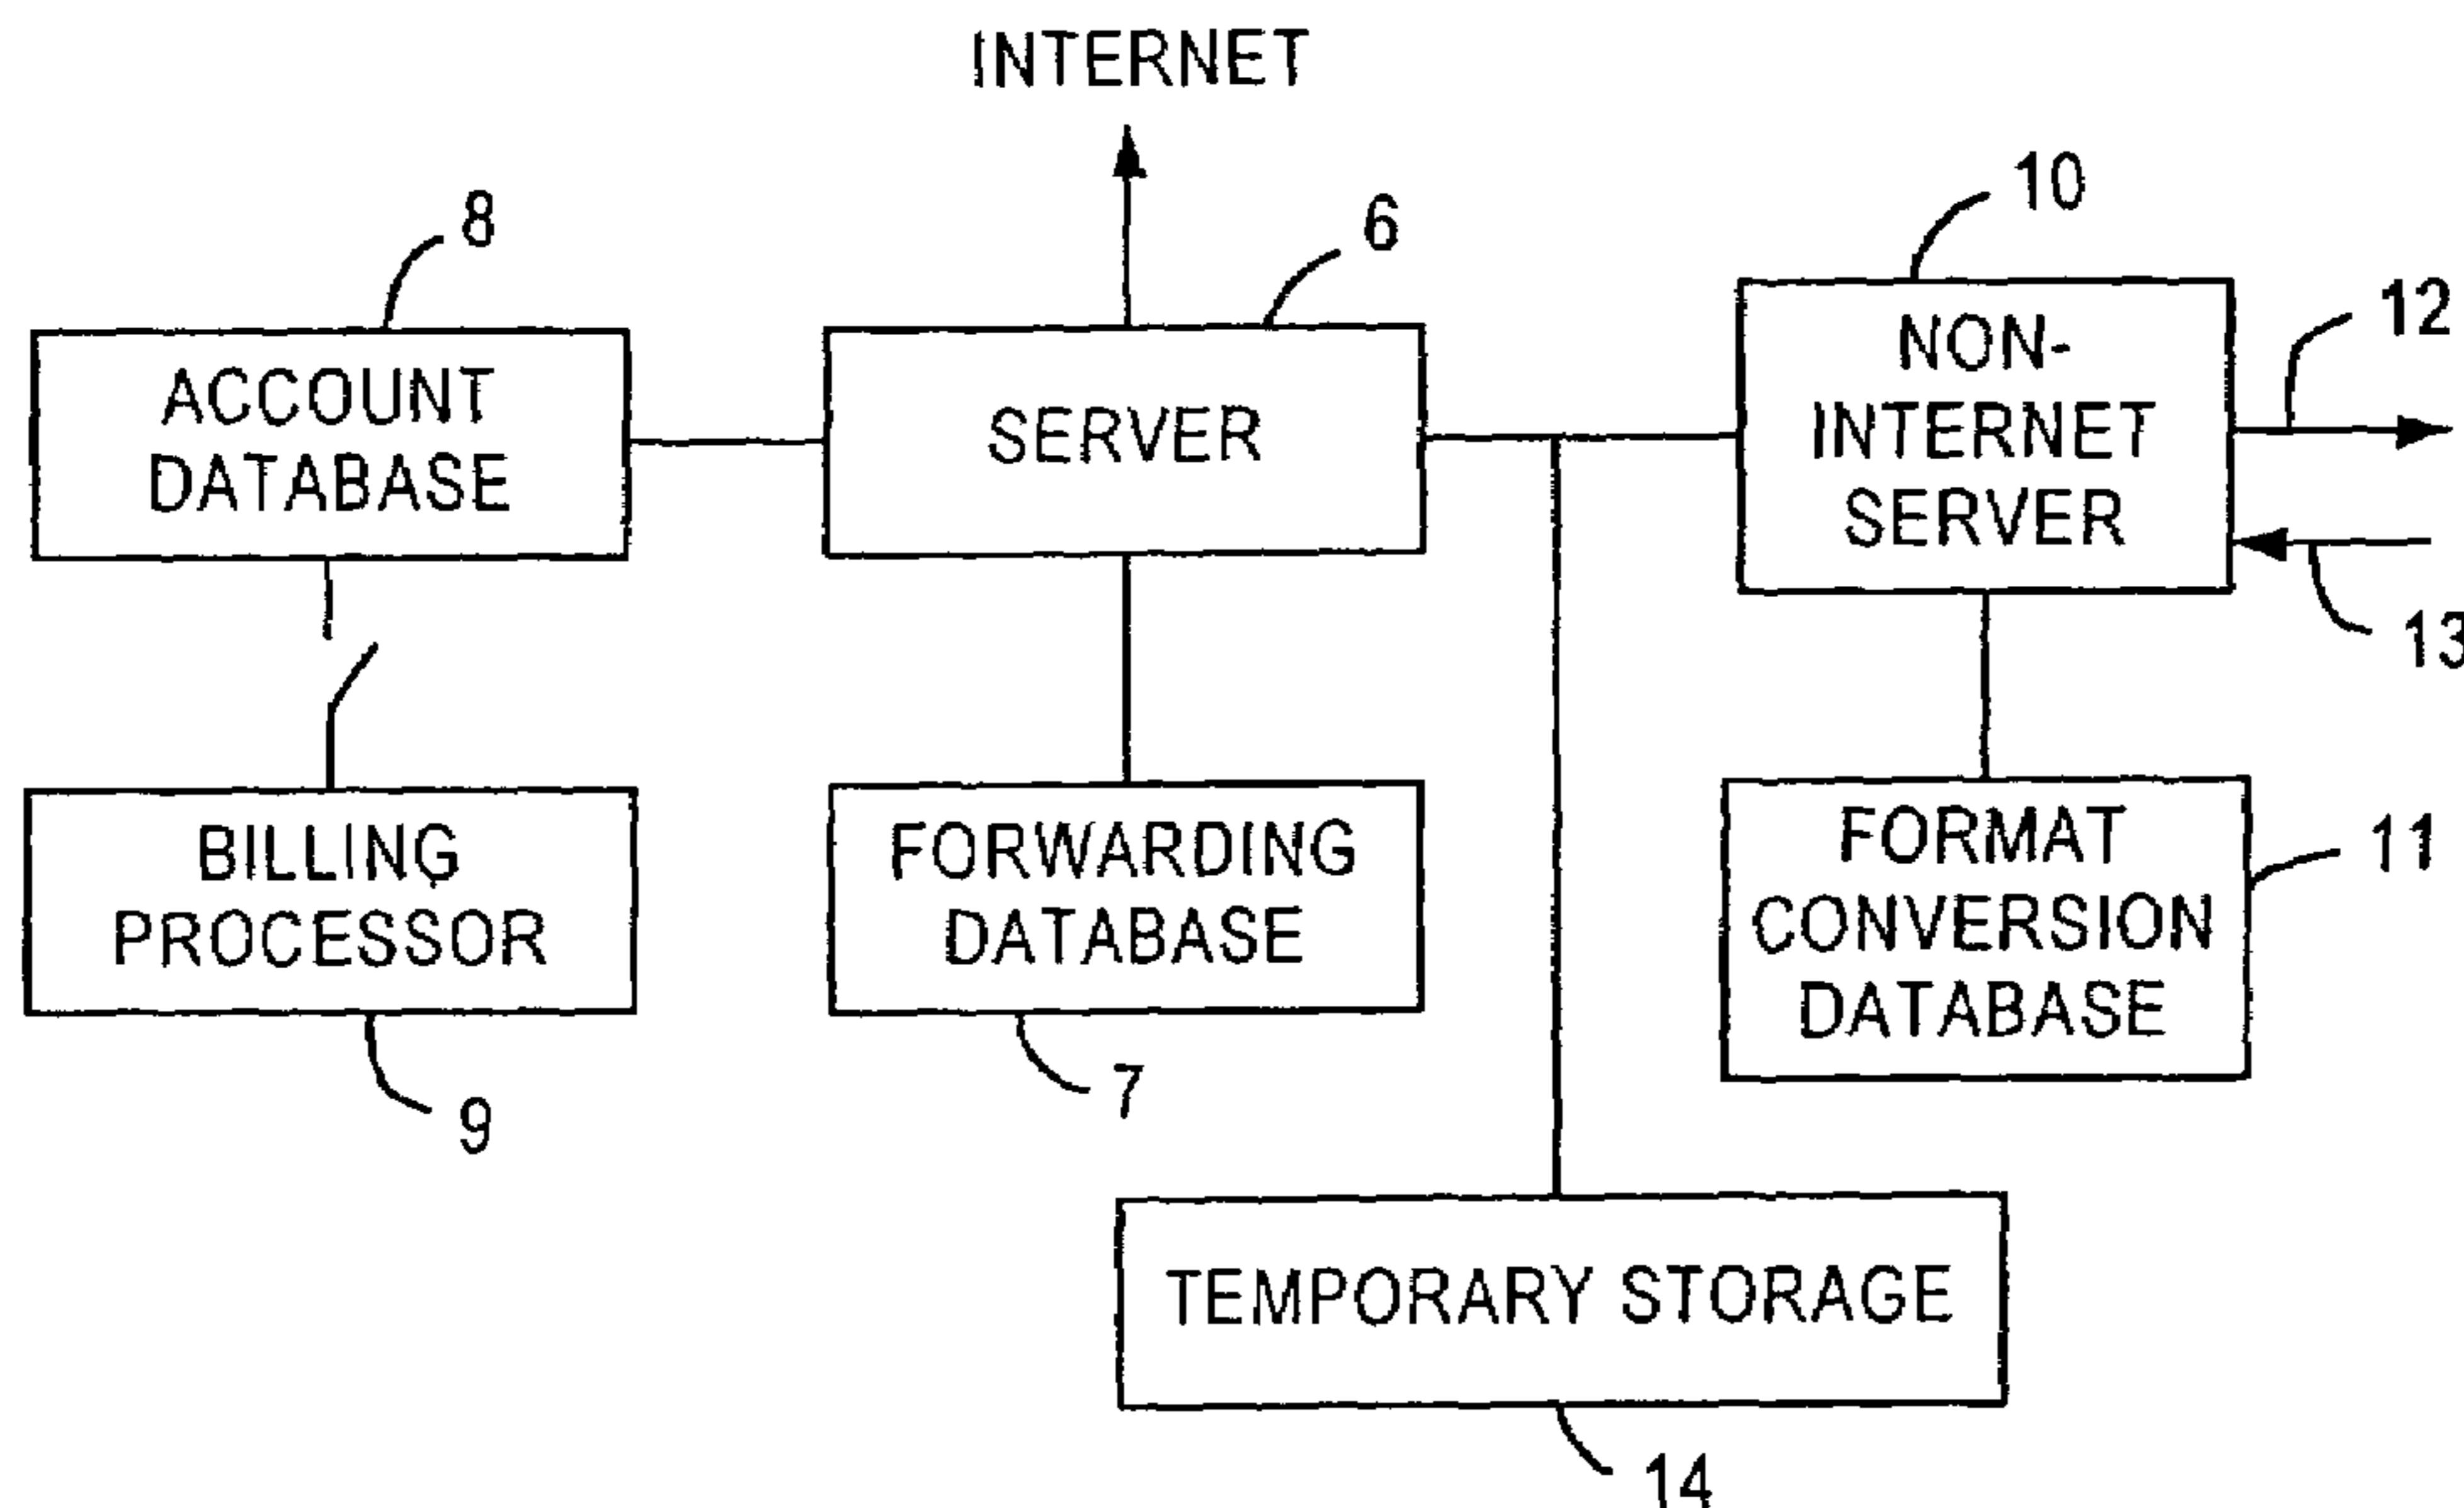 INTERNET
8
6
10
12
ACCOUNT
DATABASE
SERVER
NON-
INTERNET
SERVER
13
BILLING
PROCESSOR
FORWARDING
DATABASE
FORMAT
CONVERSION
DATABASE
11
9
7
TEMPORARY STORAGE
14